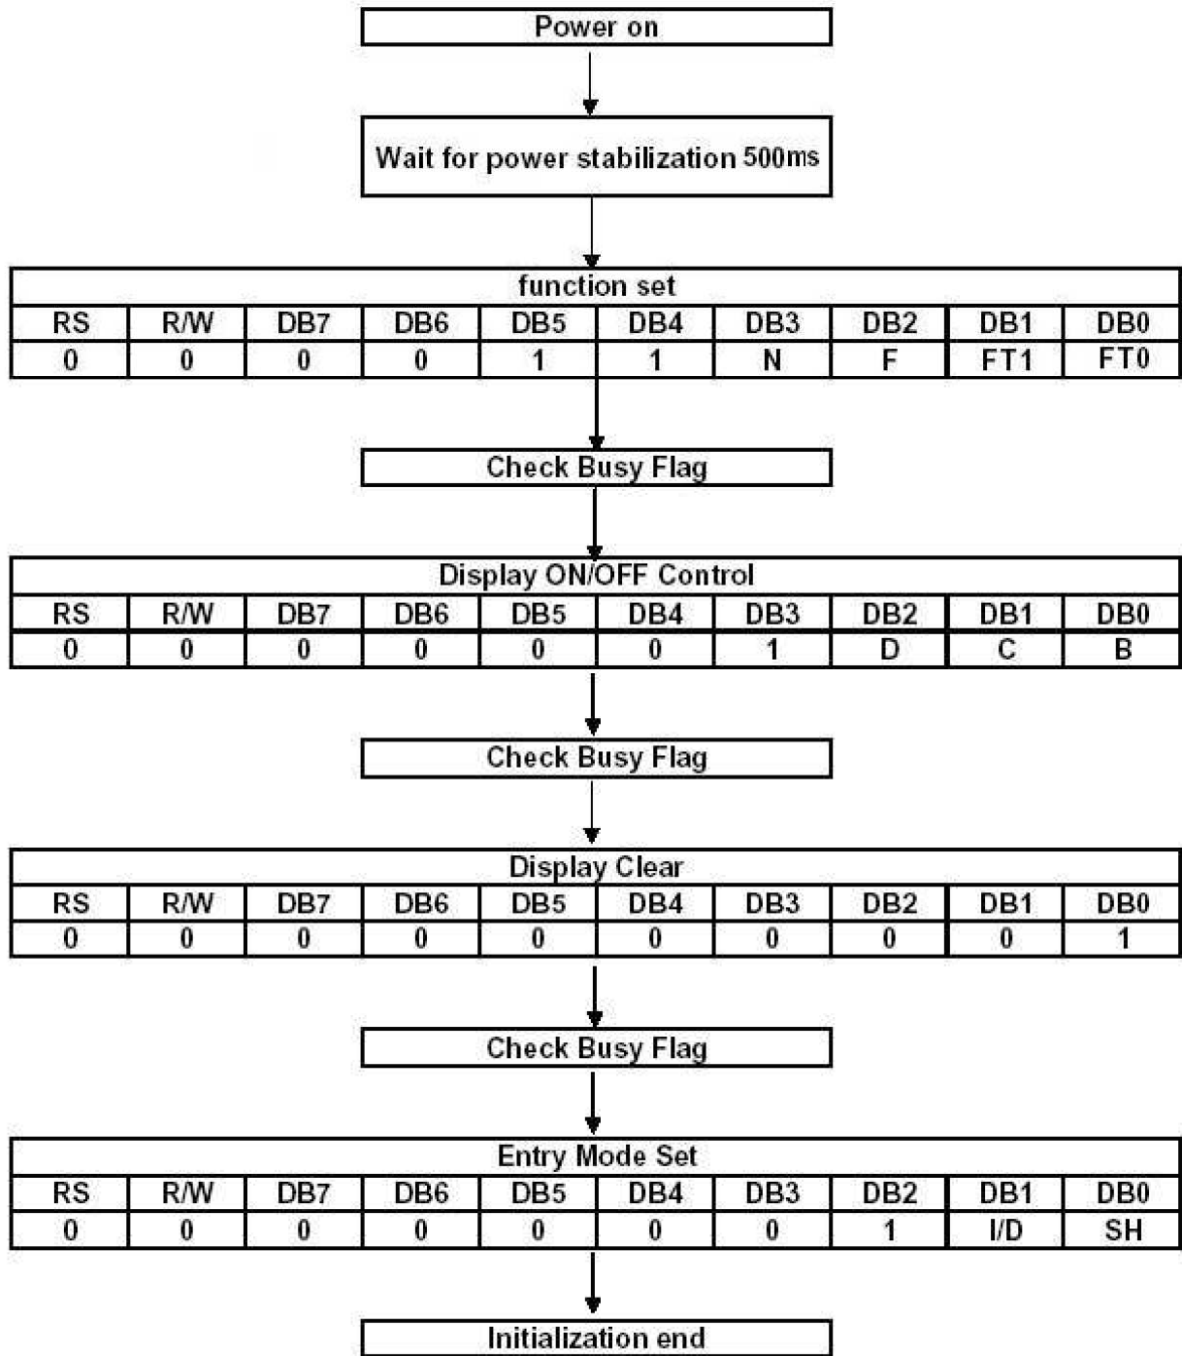 Power on
Wait for power stabilization 500ms
function set
RS R/W DB7 DB6 DB5 DB4 DB3 DB2 DB1 DB0
0 0 0 0 1 1 N F FT1 FT0
Check Busy Flag
Display ON/OFF Control
RS R/W DB7 DB6 DB5 DB4 DB3 DB2 DB1 DB0
0 0 0 0 0 0 1 D C B
Check Busy Flag
Display Clear
RS R/W DB7 DB6 DB5 DB4 DB3 DB2 DB1 DB0
0 0 0 0 0 0 0 0 0 1
Check Busy Flag
Entry Mode Set
RS R/W DB7 DB6 DB5 DB4 DB3 DB2 DB1 DB0
0 0 0 0 0 0 0 1 I/D SH
Initialization end